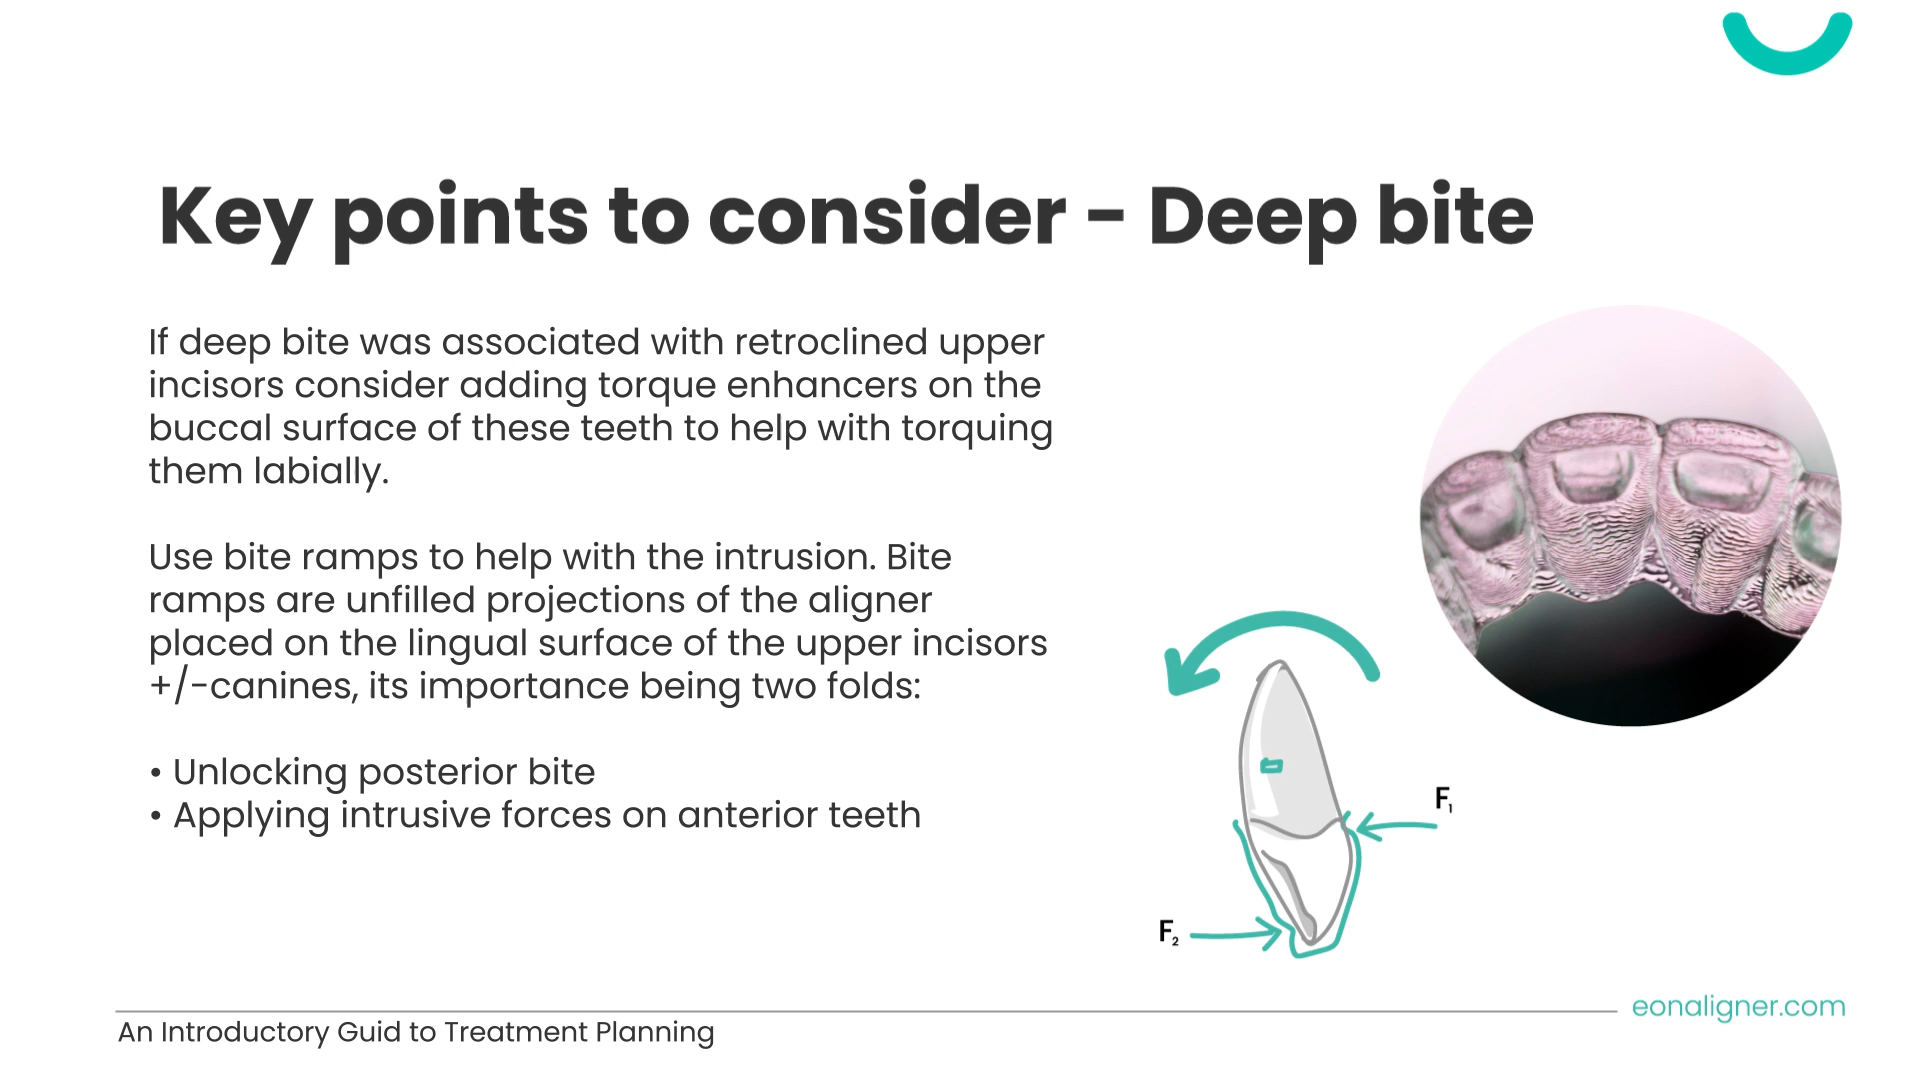 Key points to consider - Deep bite
If deep bite was associated with retroclined upper
incisors consider adding torque enhancers on the
buccal surface of these teeth to help with torquing
them labially.
Use bite ramps to help with the intrusion. Bite
ramps are unfilled projections of the aligner
placed on the lingual surface of the upper incisors
+/-canines, its importance being two folds:
• Unlocking posterior bite
• Applying intrusive forces on anterior teeth
F₁
F₂
eonaligner.com
An Introductory Guid to Treatment Planning